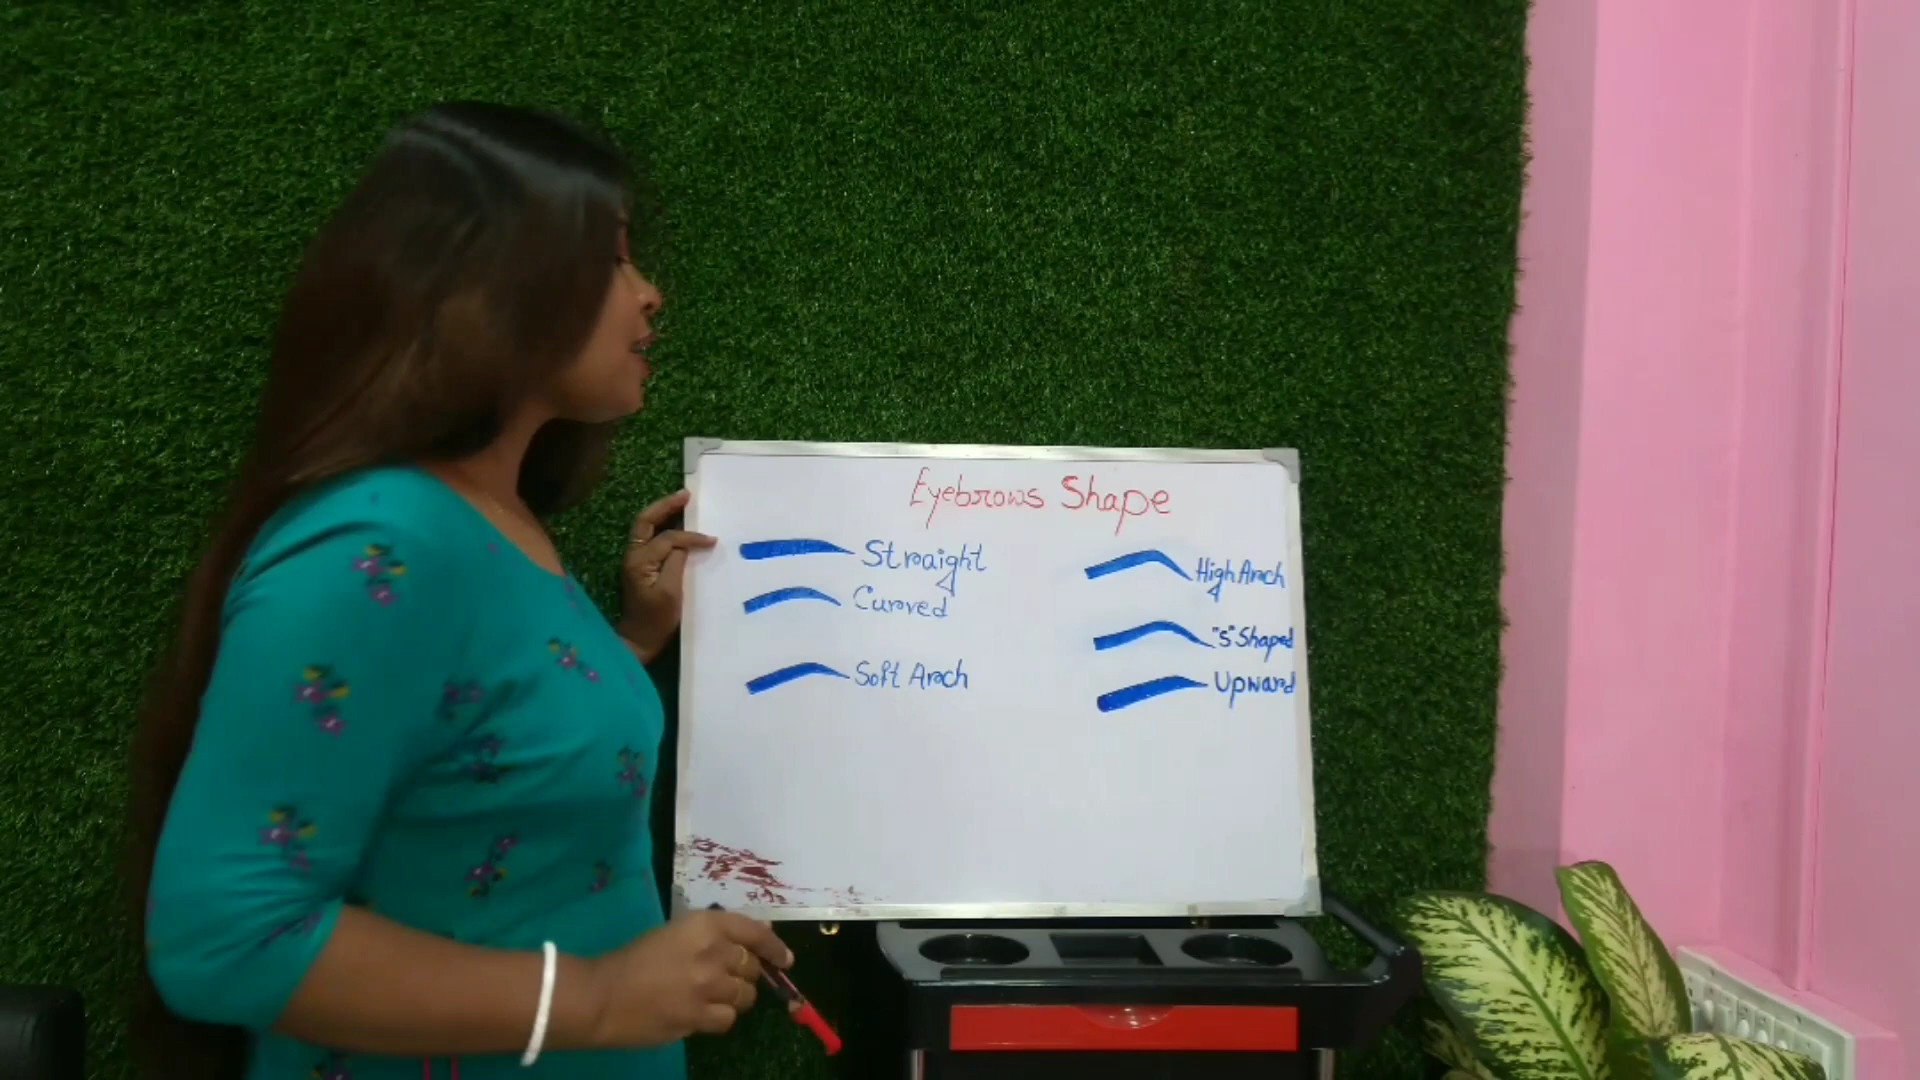 Eyebrows Shape
Straight
Curved
Soft Arch
High Arch
"S" Shaped
Upward